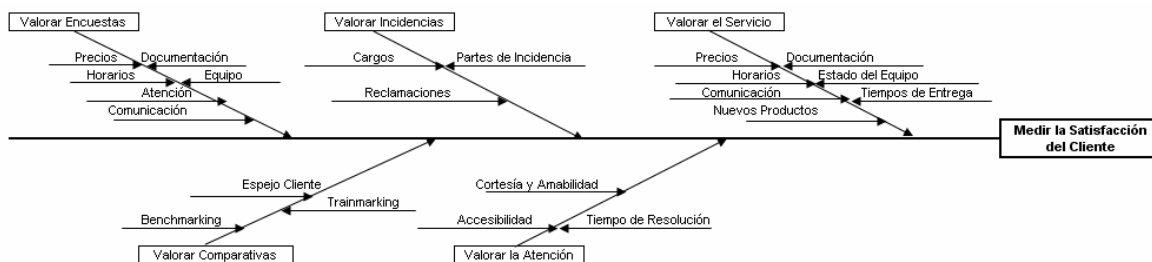 Valorar Encuestas
Valorar Incidencias
Valorar el Servicio
Precios
Documentación
Horarios
Equipo
Atención
Comunicación
Cargos
Partes de Incidencia
Reclamaciones
Precios
Documentación
Horarios
Estado del Equipo
Comunicación
Tiempos de Entrega
Nuevos Productos
Medir la Satisfacción
del Cliente
Espejo Cliente
Trainmarking
Benchmarking
Valorar Comparativas
Cortesía y Amabilidad
Accesibilidad
Tiempo de Resolución
Valorar la Atención